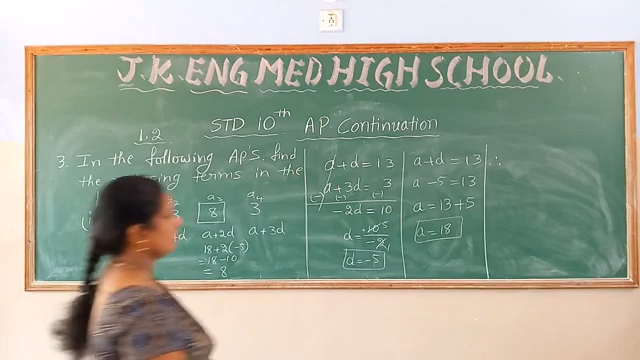 J.K. ENG MED HIGH SCHOOL
STD 10th AP Continuation
1.2
3. In the following AP'S, find
the terms in the
a3 a4
8 3
a+2d a+3d
18+2(-5)
=18-10
= 8
a+d = 13
a+3d = 3
(-) (-) (-)
-2d = 10
d = +10 5
-2
d = -5
a+d = 13
a-5 = 13
a = 13+5
a = 18
∴